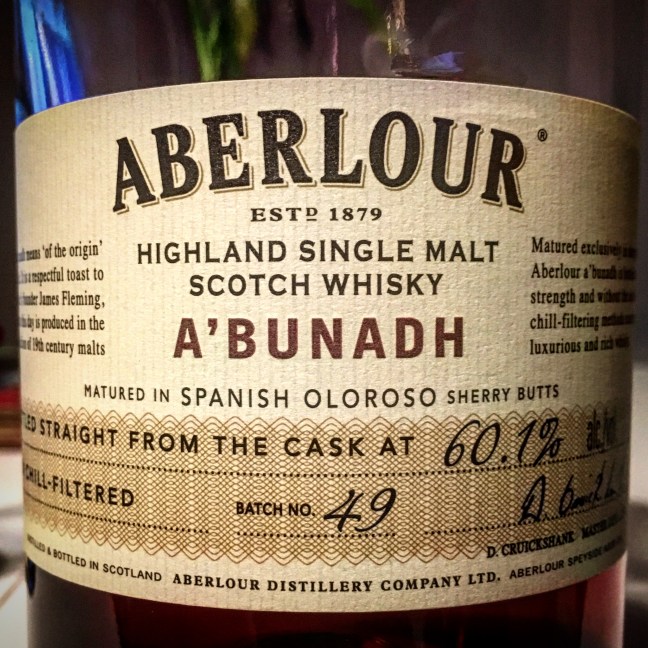 ABERLOUR®
ESTD 1879
HIGHLAND SINGLE MALT
SCOTCH WHISKY
A'BUNADH
MATURED IN SPANISH OLOROSO SHERRY BUTTS
means 'of the origin'
respectful toast to
James Fleming,
day is produced in the
of 19th century malts
Matured exclusively
Aberlour a'bunadh
strength and without
chill-filtering
luxurious and rich
STRAIGHT FROM THE CASK AT 60.1% alc/vol
CHILL-FILTERED
BATCH NO. 49
D. CRUICKSHANK MASTER
& BOTTLED IN SCOTLAND ABERLOUR DISTILLERY COMPANY LTD. ABERLOUR SPEYSIDE